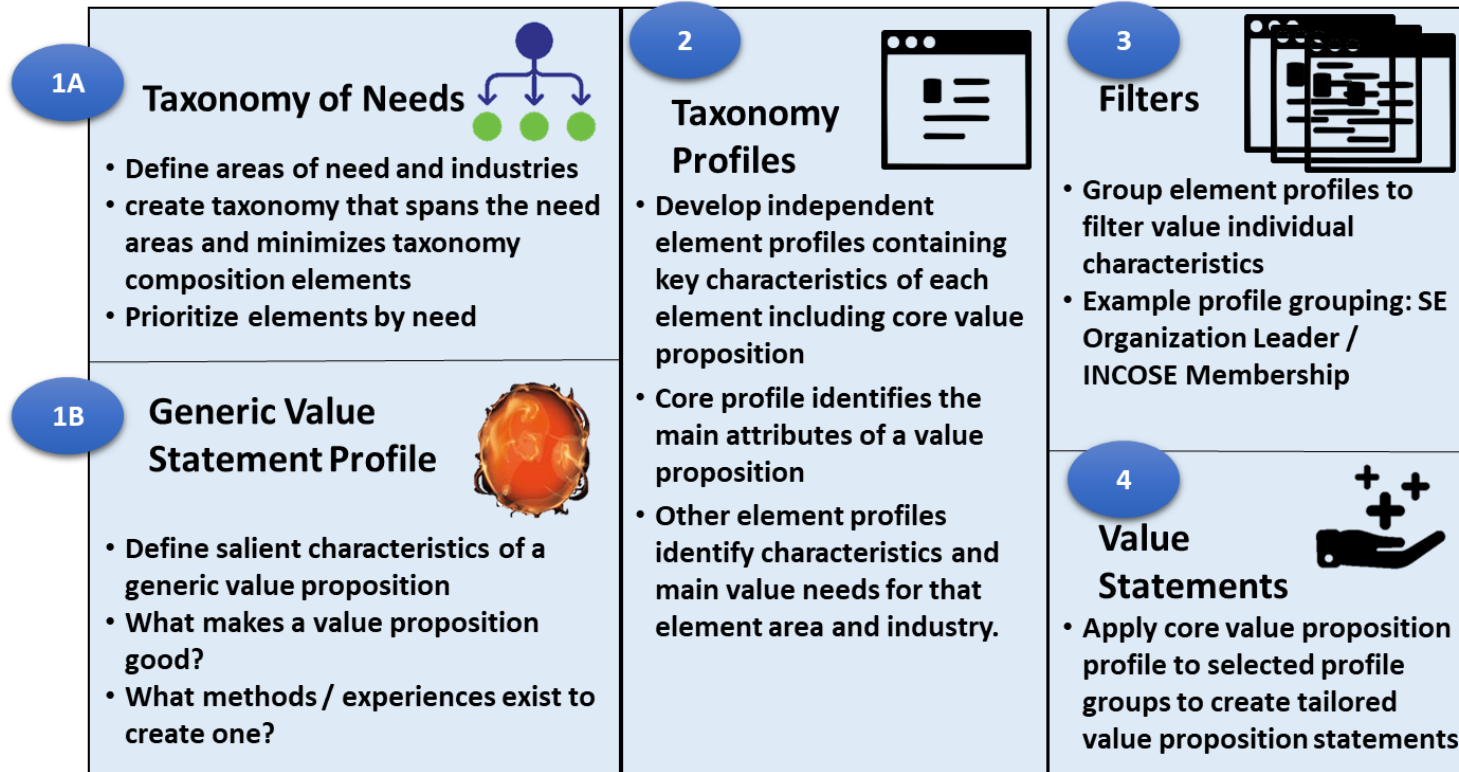 1A
Taxonomy of Needs
• Define areas of need and industries
• create taxonomy that spans the need
areas and minimizes taxonomy
composition elements
• Prioritize elements by need
1B
Generic Value
Statement Profile
• Define salient characteristics of a
generic value proposition
• What makes a value proposition
good?
• What methods / experiences exist to
create one?
2
Taxonomy
Profiles
• Develop independent
element profiles containing
key characteristics of each
element including core value
proposition
• Core profile identifies the
main attributes of a value
proposition
• Other element profiles
identify characteristics and
main value needs for that
element area and industry.
3
Filters
• Group element profiles to
filter value individual
characteristics
• Example profile grouping: SE
Organization Leader /
INCOSE Membership
4
Value
Statements
• Apply core value proposition
profile to selected profile
groups to create tailored
value proposition statements